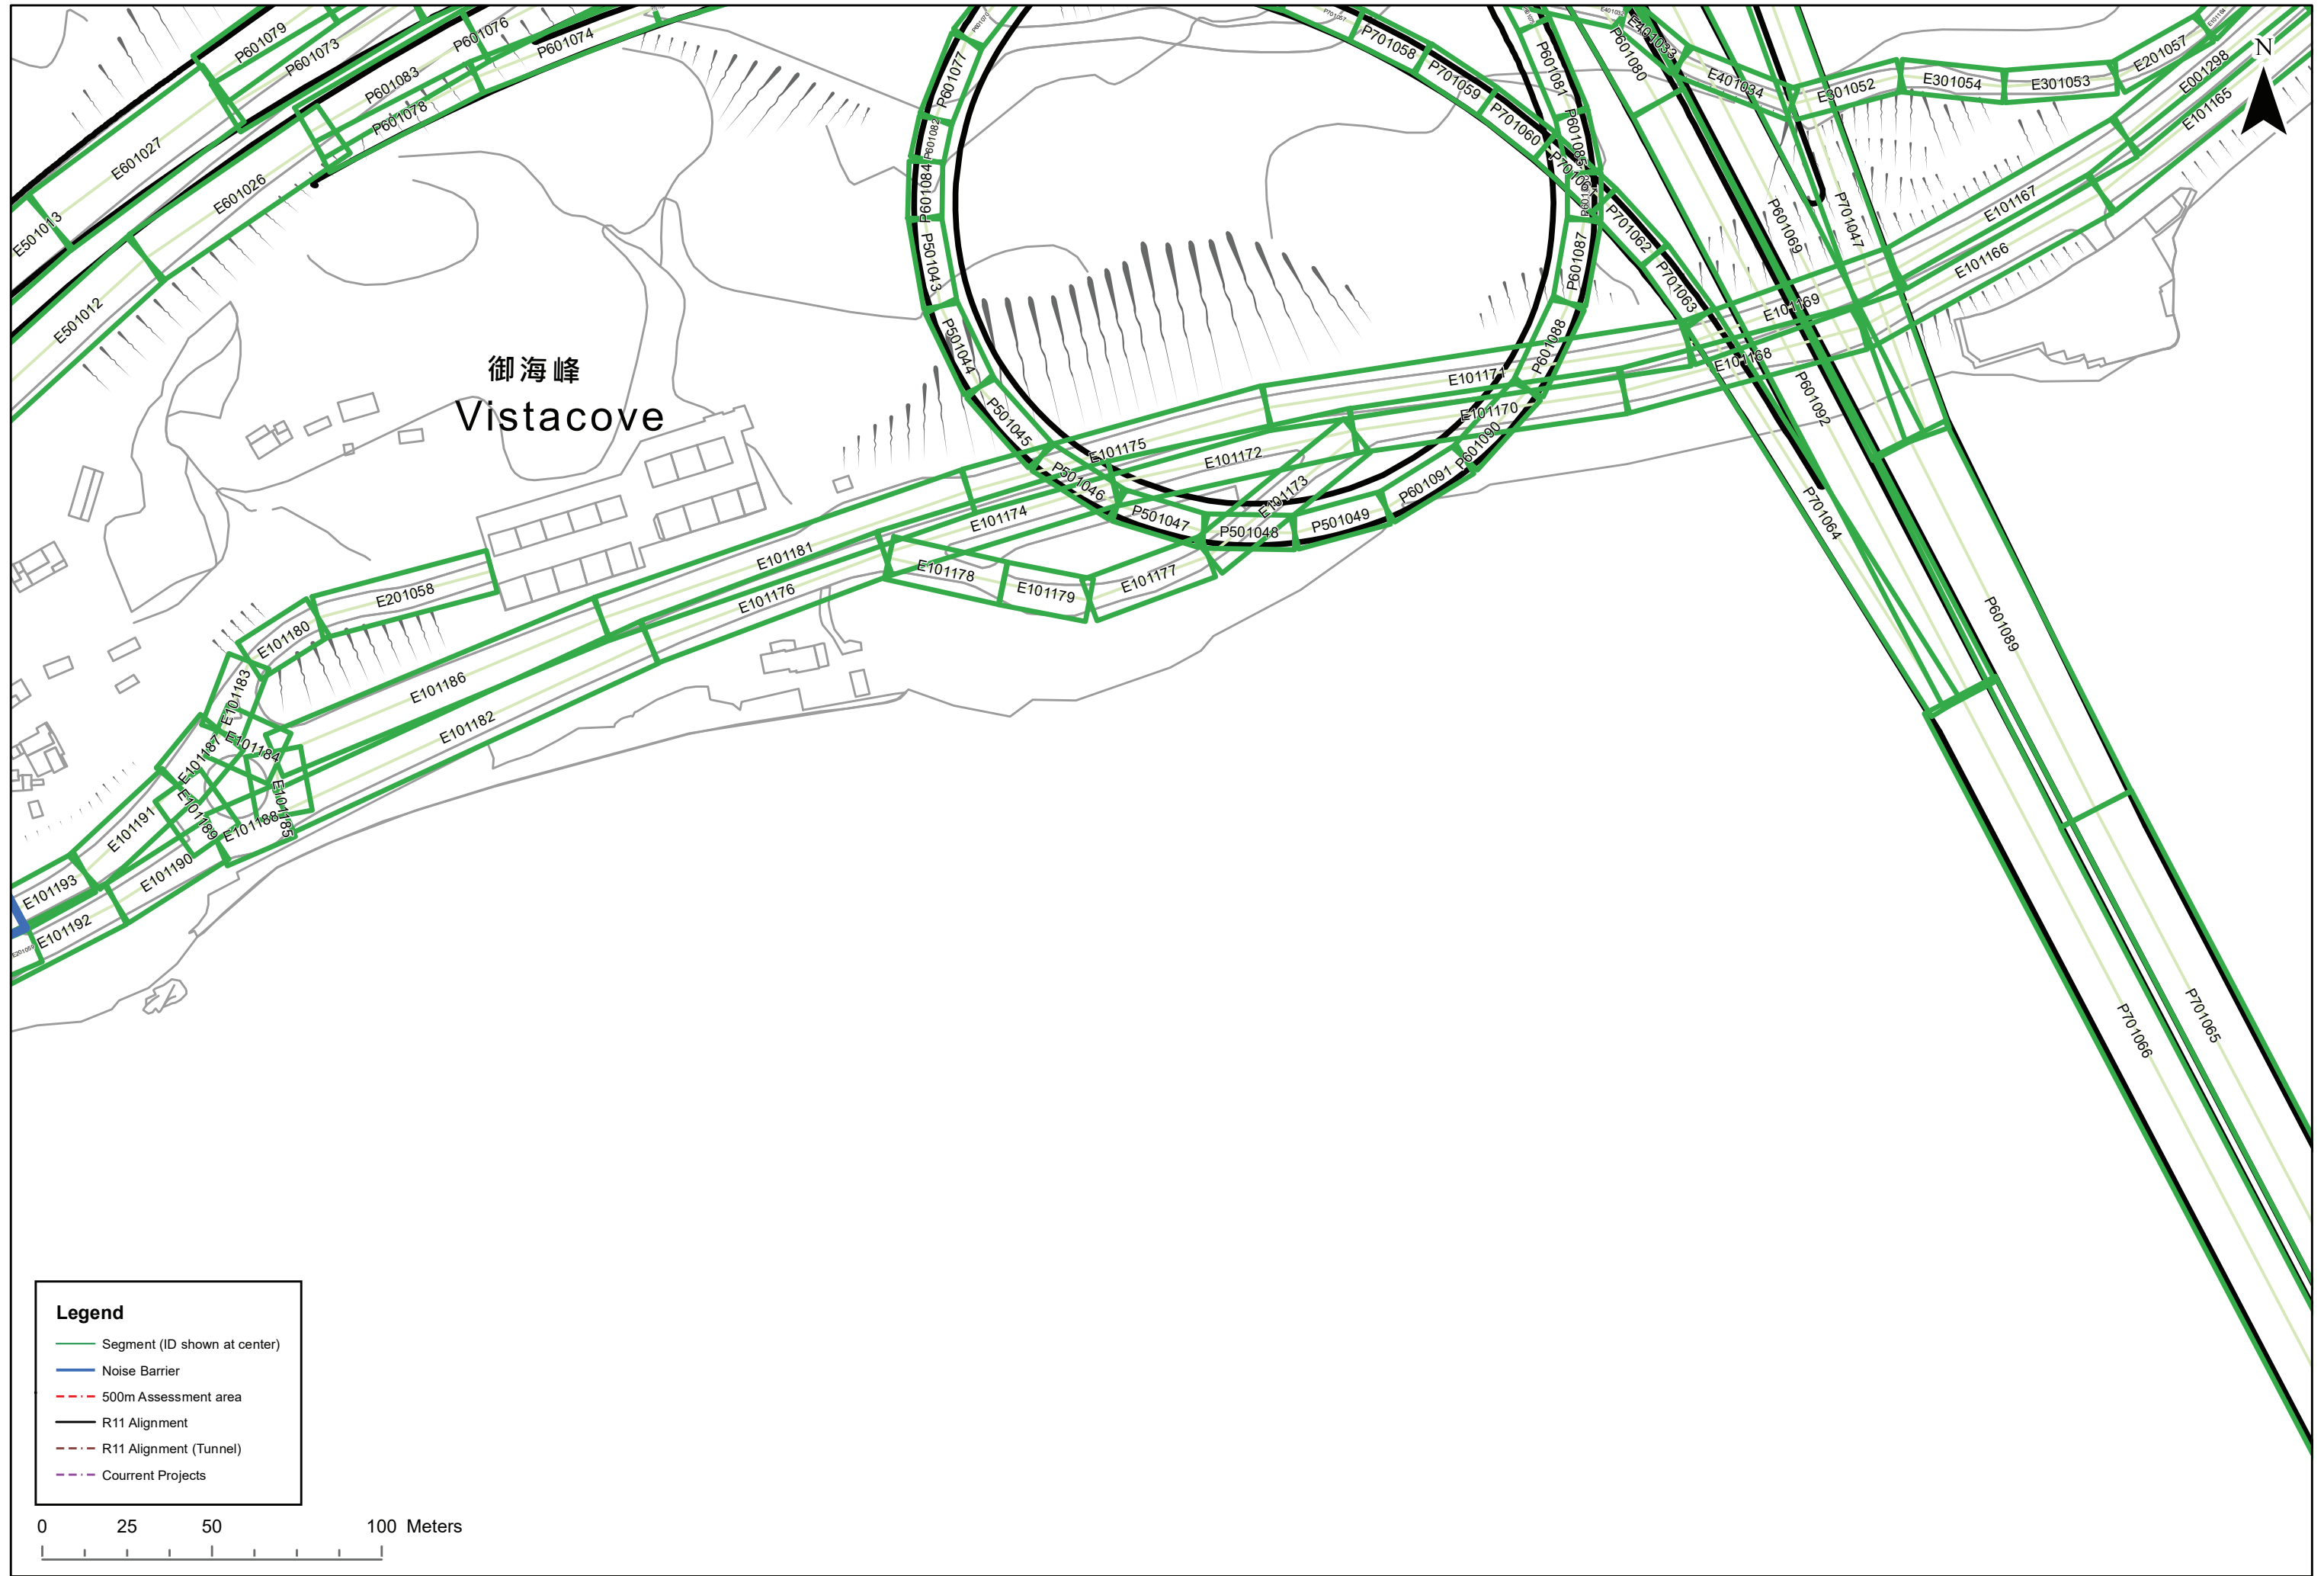 P601079
P601073
P601076
P601074
P601083
P601078
E601027
E601026
E501013
E501012
P601077
P601082
P601084
P501043
P501044
P501045
P501046
P501047
P501048
P501049
P601091
P601090
P601088
P601087
P601081
P601085
P701058
P701059
P701060
P701062
P701063
P701064
P601080
E401033
E401034
E301052
E301054
E301053
E201057
E001298
E101165
N
P601069
P701047
E101167
E101166
E101169
E101168
P601092
E101171
E101170
E101175
E101172
E101173
E101174
御海峰
Vistacove
E101181
E101176
E101178
E101179
E101177
E201058
E101180
E101183
E101186
E101182
E101187
E101184
E101185
E101189
E101188
E101191
E101190
E101193
E101192
P601089
P701066
P701065
Legend
Segment (ID shown at center)
Noise Barrier
500m Assessment area
R11 Alignment
R11 Alignment (Tunnel)
Courrent Projects
0 25 50 100 Meters